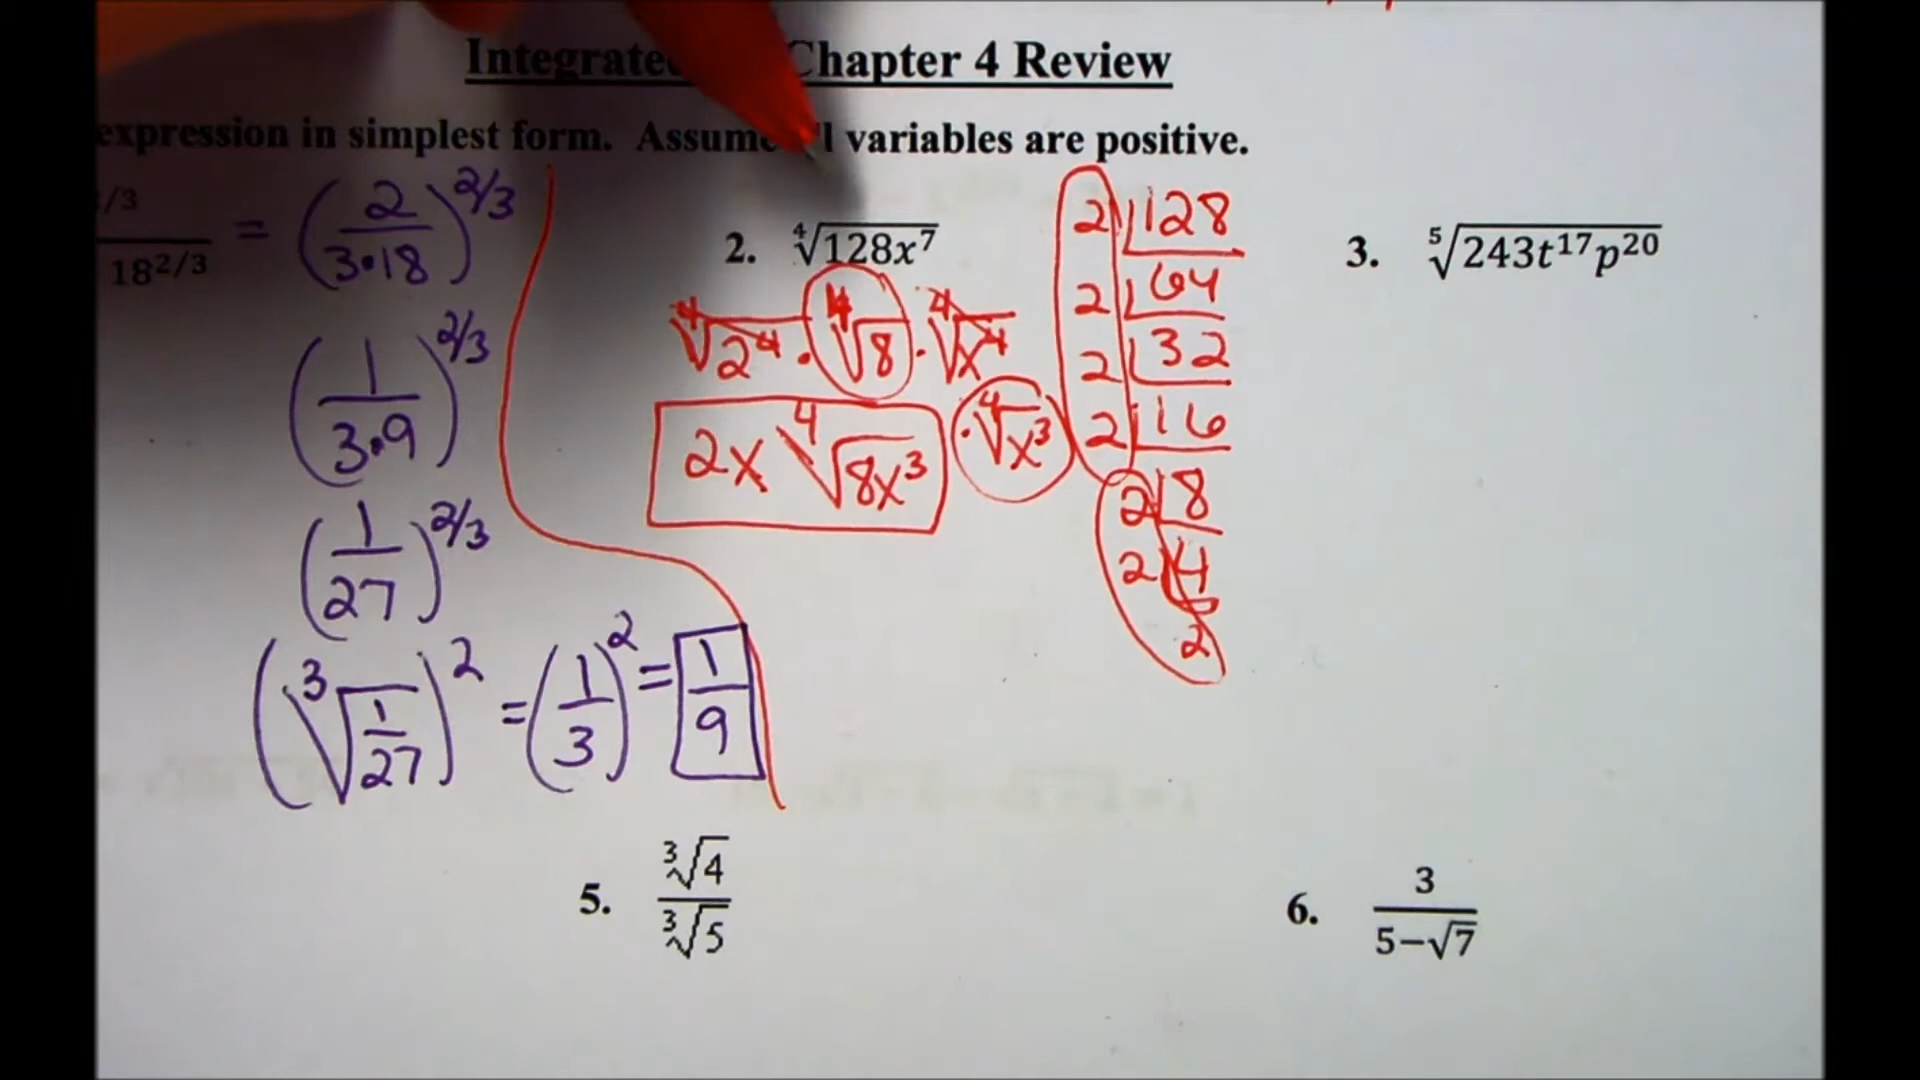 Integrated Chapter 4 Review
expression in simplest form. Assume all variables are positive.
/3
18^{2/3}
= (2/(3•18))^{2/3}
(1/(3•9))^{2/3}
(1/27)^{2/3}
(∛(1/27))^2 = (1/3)^2 = 1/9
2. ∜(128x^7)
∜(2^4) • ∜8 • ∜(x^4)
• ∜(x^3)
2x ∜(8x^3)
2 128
2 64
2 32
2 16
2 8
2 4
2
3. ⁵√(243t^{17}p^{20})
5. ∛4/∛5
6. 3/(5−√7)